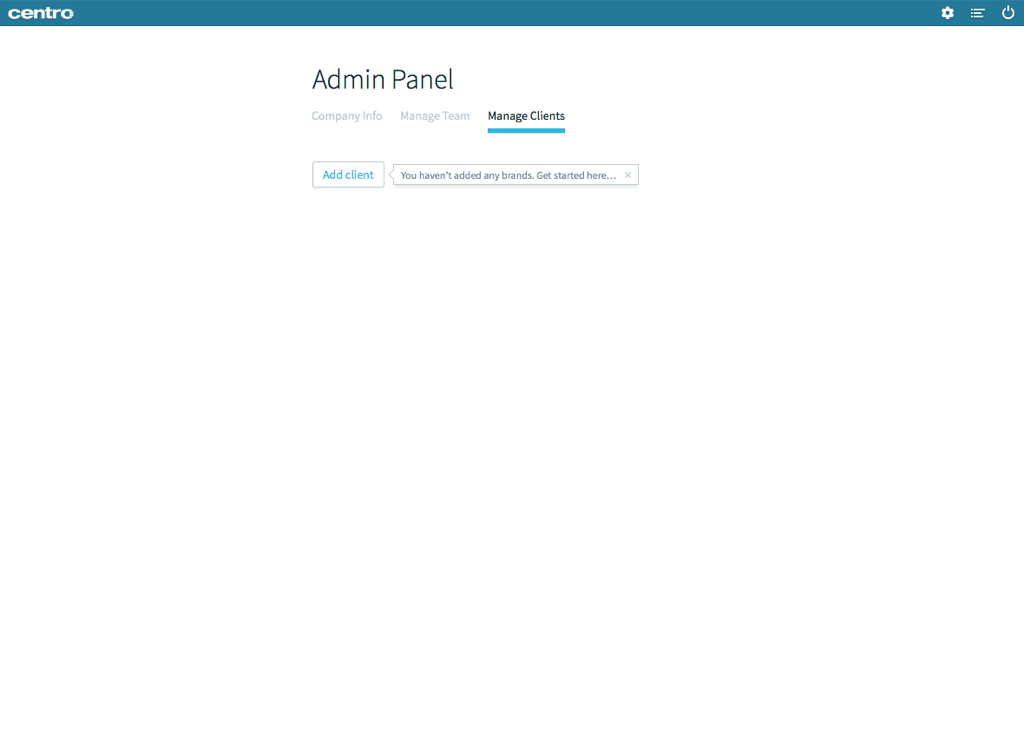 centro
Admin Panel
Company Info Manage Team Manage Clients
Add client You haven't added any brands. Get started here... ×